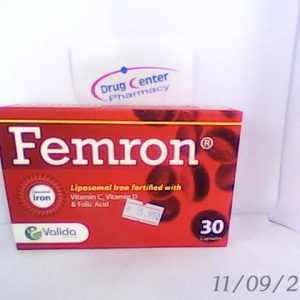 Drug Center
Pharmacy
Femron®
Liposomal Iron fortified with
Vitamin C, Vitamin D
& Folic Acid
Iron
Valida
30
Capsules
11/09/2